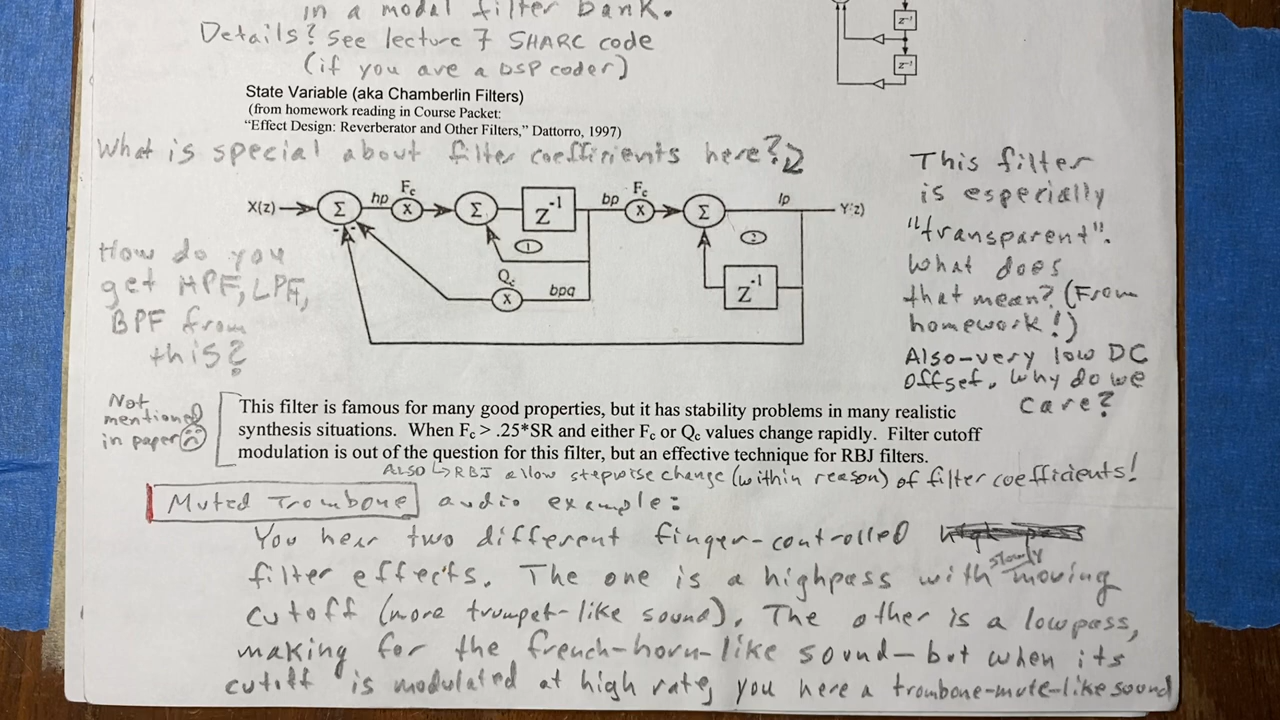 in a modal filter bank.
Details? See lecture 7 SHARC code
(if you are a DSP coder)
z⁻¹
z⁻¹
State Variable (aka Chamberlin Filters)
(from homework reading in Course Packet:
"Effect Design: Reverberator and Other Filters," Dattorro, 1997)
What is special about filter coefficients here?
X(z)
Σ
hp
Fc
X
Σ
Z⁻¹
bp
Fc
X
Σ
lp
Y(z)
1
2
Qc
X
bpq
Z⁻¹
How do you
get HPF, LPF,
BPF from
this?
This filter
is especially
"transparent".
What does
that mean? (From
homework!)
Also-very low DC
offset. Why do we
care?
Not
mentioned
in paper
This filter is famous for many good properties, but it has stability problems in many realistic
synthesis situations. When Fc > .25*SR and either Fc or Qc values change rapidly. Filter cutoff
modulation is out of the question for this filter, but an effective technique for RBJ filters.
ALSO ↳ RBJ allow stepwise change (within reason) of filter coefficients!
Muted Trombone audio example:
You hear two different finger-controlled
filter effects. The one is a highpass with slowly moving
cutoff (more trumpet-like sound). The other is a lowpass,
making for the french-horn-like sound-but when its
cutoff is modulated at high rate, you here a trombone-mute-like sound